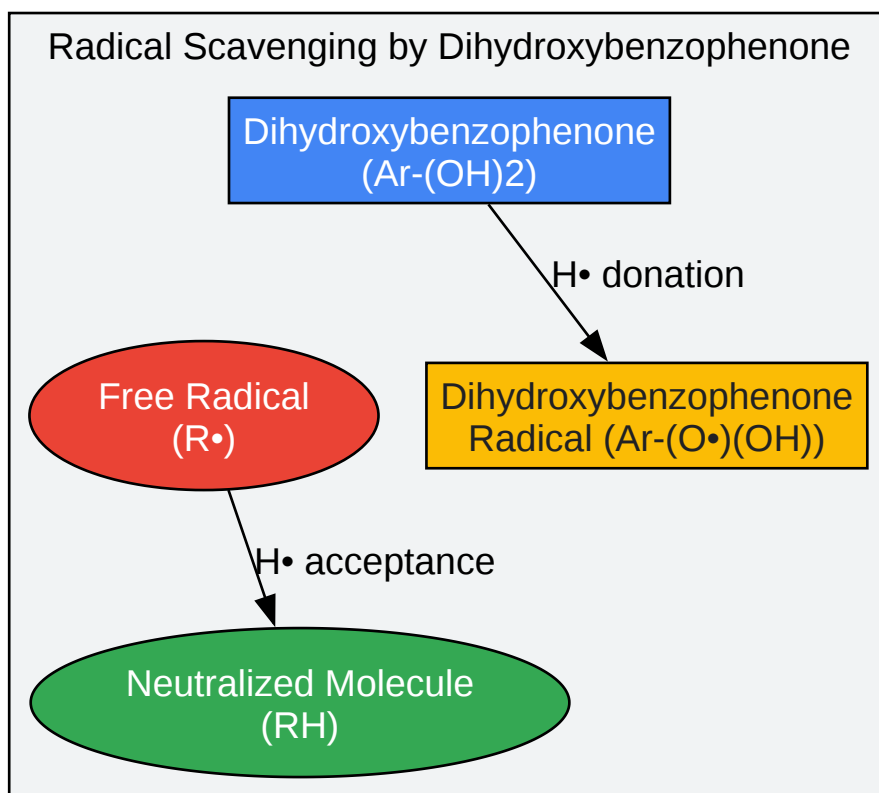 Radical Scavenging by Dihydroxybenzophenone
Dihydroxybenzophenone
(Ar-(OH)2)
H• donation
Free Radical
(R•)
Dihydroxybenzophenone
Radical (Ar-(O•)(OH))
H• acceptance
Neutralized Molecule
(RH)